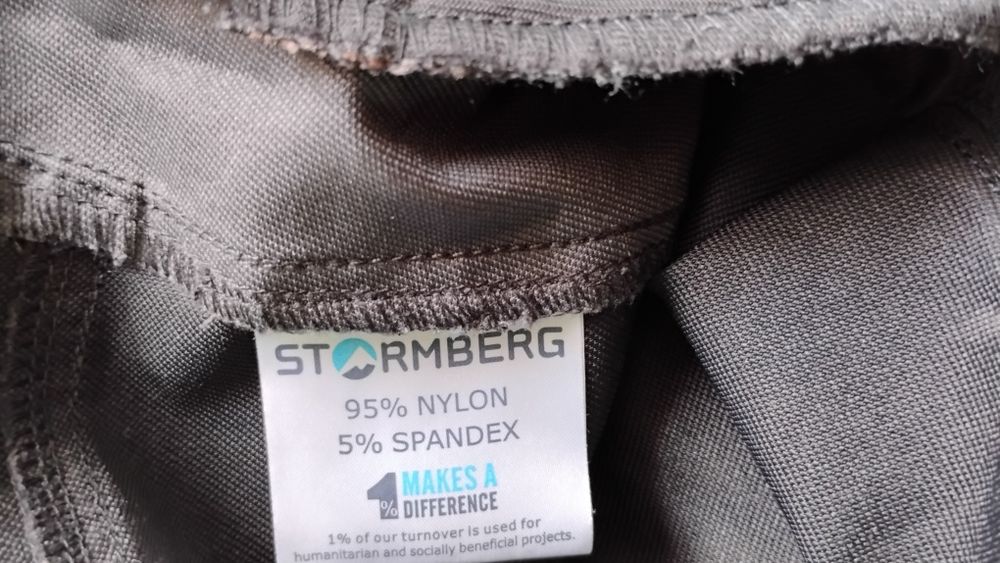 STORMBERG
95% NYLON
5% SPANDEX
1% MAKES A
DIFFERENCE
1% of our turnover is used for
humanitarian and socially beneficial projects.